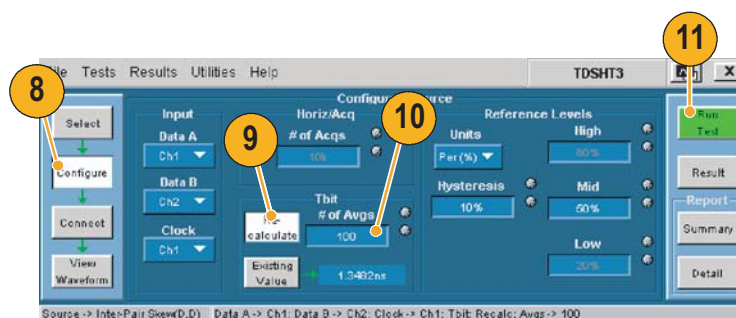 11
File Tests Results Utilities Help TDSHT3 X
8
Configure Source
10
9
Select
Configure
Connect
View
Waveform
Input
Data A
Ch1
Data B
Ch2
Clock
Ch1
Horiz/Acq
# of Acqs
10k
Tbit
# of Avgs
calculate
100
Existing
Value
1.3482ns
Reference Levels
Units
Per(%)
Hysteresis
10%
High
80%
Mid
50%
Low
20%
Run
Test
Result
Report
Summary
Detail
Source -> Inter-Pair Skew(D,D) Data A -> Ch1: Data B -> Ch2: Clock -> Ch1: Tbit: Recalc: Avgs -> 100